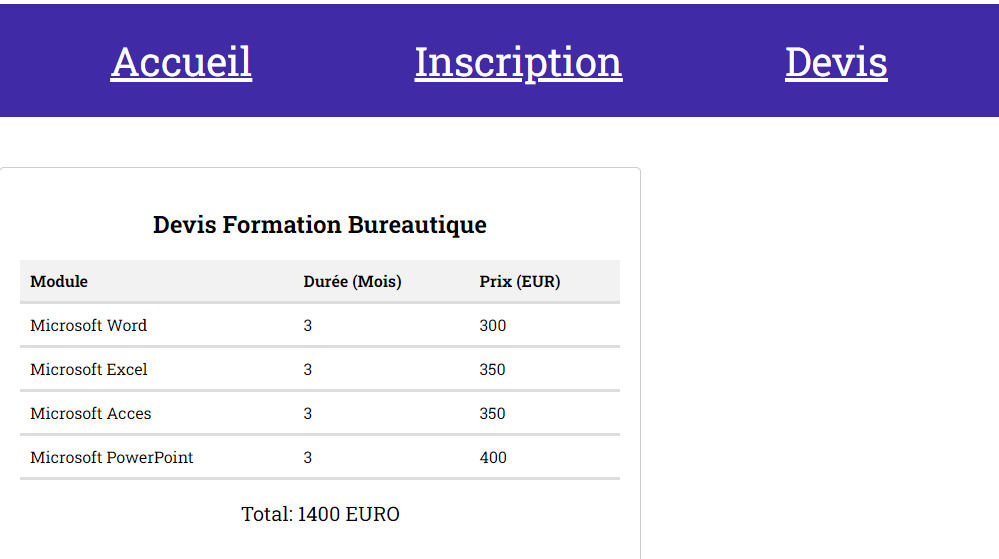 Accueil Inscription Devis
Devis Formation Bureautique
Module Durée (Mois) Prix (EUR)
Microsoft Word 3 300
Microsoft Excel 3 350
Microsoft Acces 3 350
Microsoft PowerPoint 3 400
Total: 1400 EURO